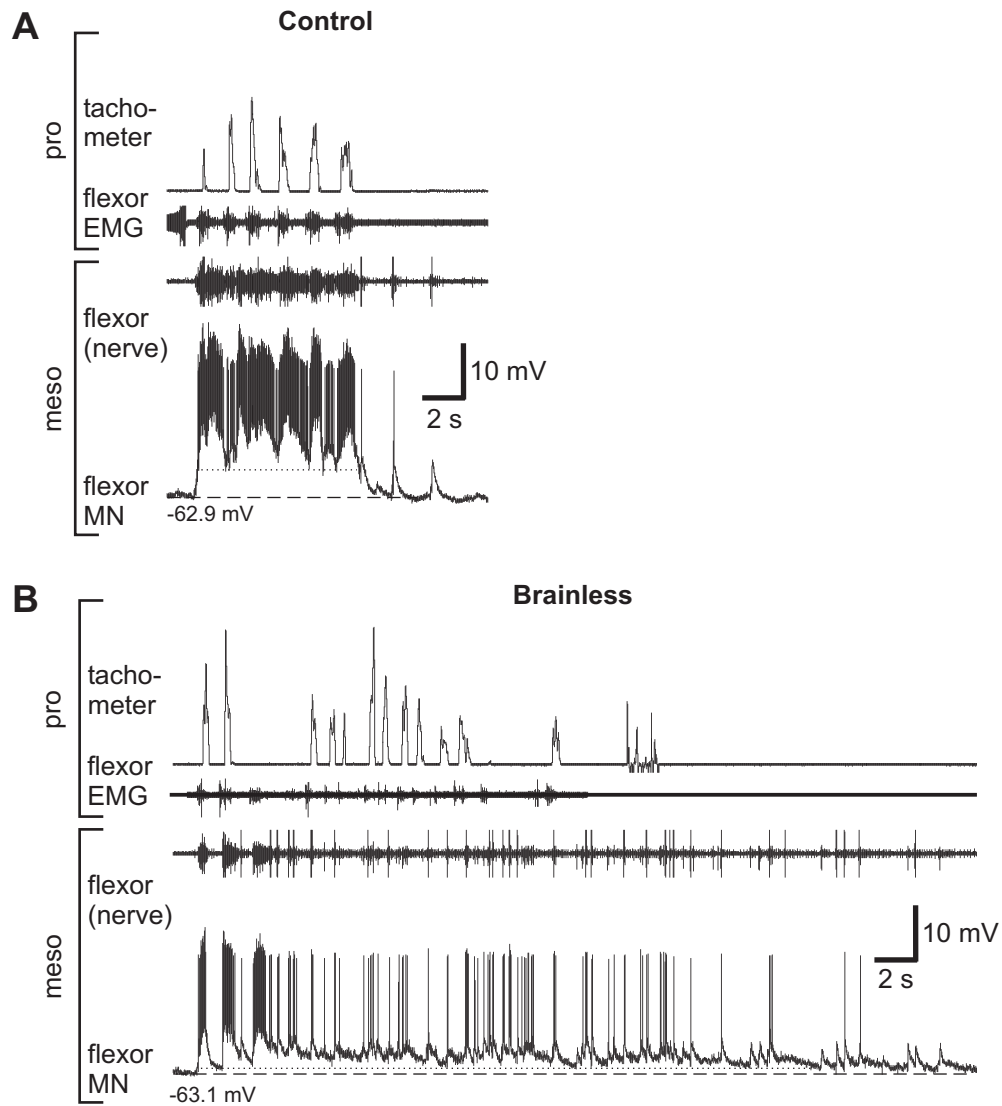 A
Control
pro
tacho-
meter
flexor
EMG
meso
flexor
(nerve)
10 mV
2 s
flexor
MN
-62.9 mV
B
Brainless
pro
tacho-
meter
flexor
EMG
meso
flexor
(nerve)
10 mV
2 s
flexor
MN
-63.1 mV